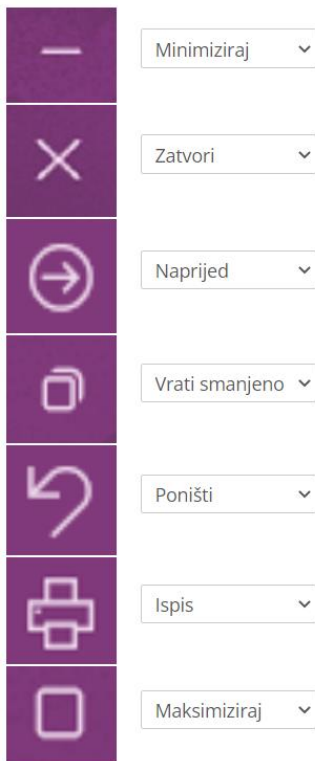 Minimiziraj
Zatvori
Naprijed
Vrati smanjeno
Poništi
Ispis
Maksimiziraj